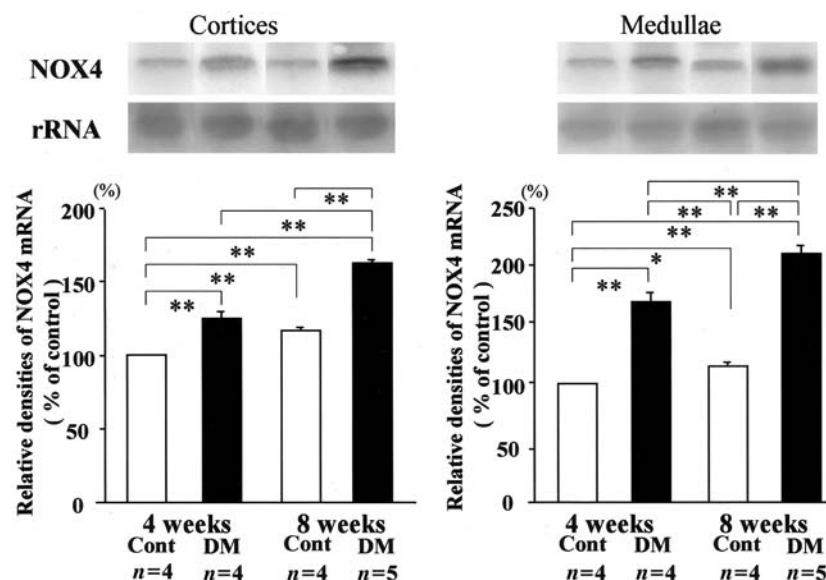 Cortices
NOX4
rRNA
(%)
Relative densities of NOX4 mRNA
( % of control)
200
150
100
50
0
**
**
**
**
**
**
4 weeks
8 weeks
Cont DM Cont DM
n=4 n=4 n=4 n=5
Medullae
(%)
Relative densities of NOX4 mRNA
( % of control)
250
200
150
100
50
0
**
** **
**
*
**
4 weeks
8 weeks
Cont DM Cont DM
n=4 n=4 n=4 n=5